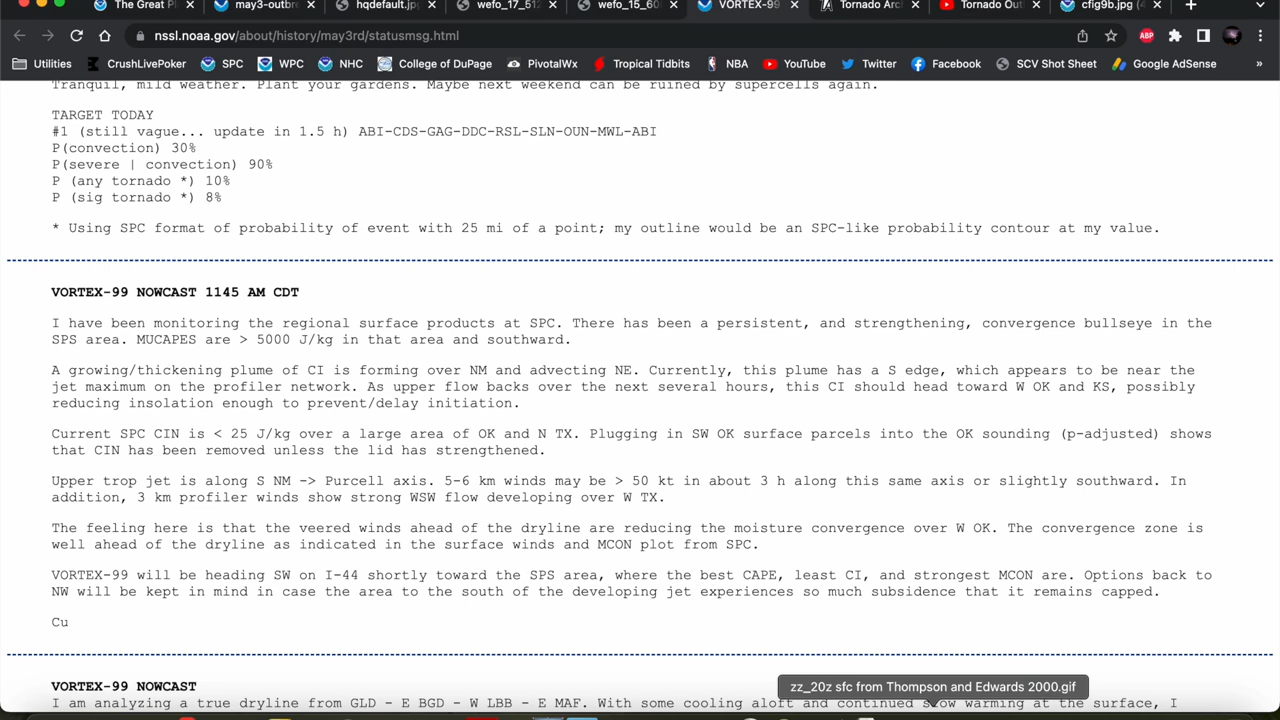 The Great P
may3-outbre
hqdefault.jp
wefo_17_512
wefo_15_60
VORTEX-99
Tornado Arc
Tornado Out
cfig9b.jpg (4
nssl.noaa.gov/about/history/may3rd/statusmsg.html
ABP
Utilities
CrushLivePoker
SPC
WPC
NHC
College of DuPage
PivotalWx
Tropical Tidbits
NBA
YouTube
Twitter
Facebook
SCV Shot Sheet
Google AdSense
»
Tranquil, mild weather. Plant your gardens. Maybe next weekend can be ruined by supercells again.
TARGET TODAY
#1 (still vague... update in 1.5 h) ABI-CDS-GAG-DDC-RSL-SLN-OUN-MWL-ABI
P(convection) 30%
P(severe | convection) 90%
P (any tornado *) 10%
P (sig tornado *) 8%
* Using SPC format of probability of event with 25 mi of a point; my outline would be an SPC-like probability contour at my value.
VORTEX-99 NOWCAST 1145 AM CDT
I have been monitoring the regional surface products at SPC. There has been a persistent, and strengthening, convergence bullseye in the
SPS area. MUCAPES are > 5000 J/kg in that area and southward.
A growing/thickening plume of CI is forming over NM and advecting NE. Currently, this plume has a S edge, which appears to be near the
jet maximum on the profiler network. As upper flow backs over the next several hours, this CI should head toward W OK and KS, possibly
reducing insolation enough to prevent/delay initiation.
Current SPC CIN is < 25 J/kg over a large area of OK and N TX. Plugging in SW OK surface parcels into the OK sounding (p-adjusted) shows
that CIN has been removed unless the lid has strengthened.
Upper trop jet is along S NM -> Purcell axis. 5-6 km winds may be > 50 kt in about 3 h along this same axis or slightly southward. In
addition, 3 km profiler winds show strong WSW flow developing over W TX.
The feeling here is that the veered winds ahead of the dryline are reducing the moisture convergence over W OK. The convergence zone is
well ahead of the dryline as indicated in the surface winds and MCON plot from SPC.
VORTEX-99 will be heading SW on I-44 shortly toward the SPS area, where the best CAPE, least CI, and strongest MCON are. Options back to
NW will be kept in mind in case the area to the south of the developing jet experiences so much subsidence that it remains capped.
Cu
VORTEX-99 NOWCAST
zz_20z sfc from Thompson and Edwards 2000.gif
I am analyzing a true dryline from GLD - E BGD - W LBB - E MAF. With some cooling aloft and continued slow warming at the surface, I